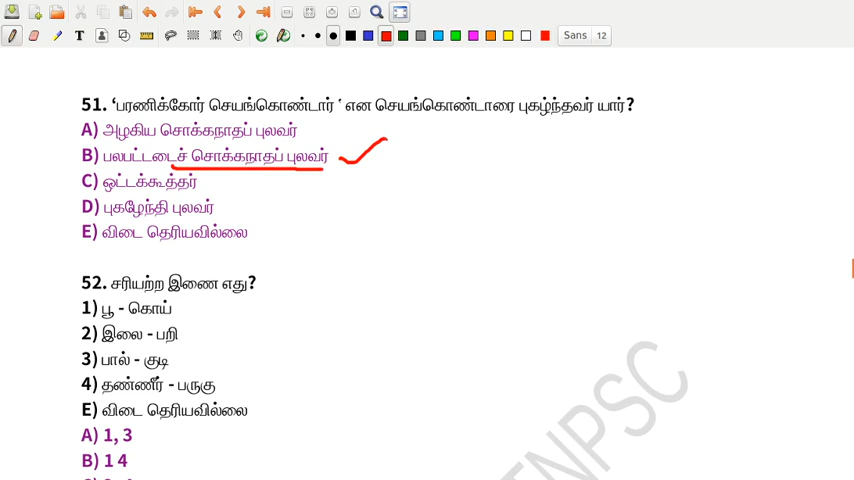 Sans 12
51. ‘பரணிக்கோர் செயங்கொண்டார் ‘ என செயங்கொண்டாரை புகழ்ந்தவர் யார்?
A) அழகிய சொக்கநாதப் புலவர்
B) பலபட்டடைச் சொக்கநாதப் புலவர்
C) ஒட்டக்கூத்தர்
D) புகழேந்தி புலவர்
E) விடை தெரியவில்லை
52. சரியற்ற இணை எது?
1) பூ - கொய்
2) இலை - பறி
3) பால் - குடி
4) தண்ணீர் - பருகு
E) விடை தெரியவில்லை
A) 1, 3
B) 1 4
TNPSC